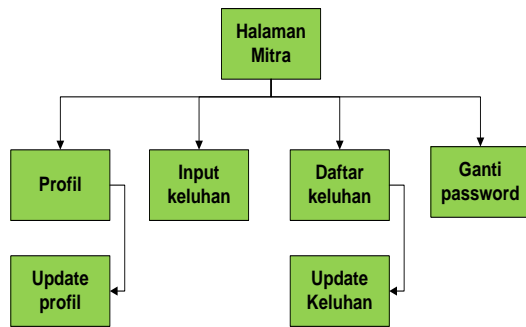 Halaman
Mitra
Profil
Input
keluhan
Daftar
keluhan
Ganti
password
Update
profil
Update
Keluhan